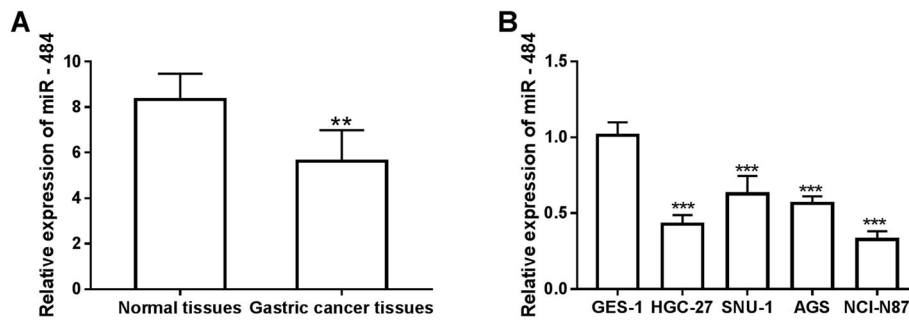 A
Relative expression of miR - 484
10
8
6
4
2
0
**
Normal tissues Gastric cancer tissues
B
Relative expression of miR - 484
1.5
1.0
0.5
0.0
***
***
***
***
GES-1 HGC-27 SNU-1 AGS NCI-N87